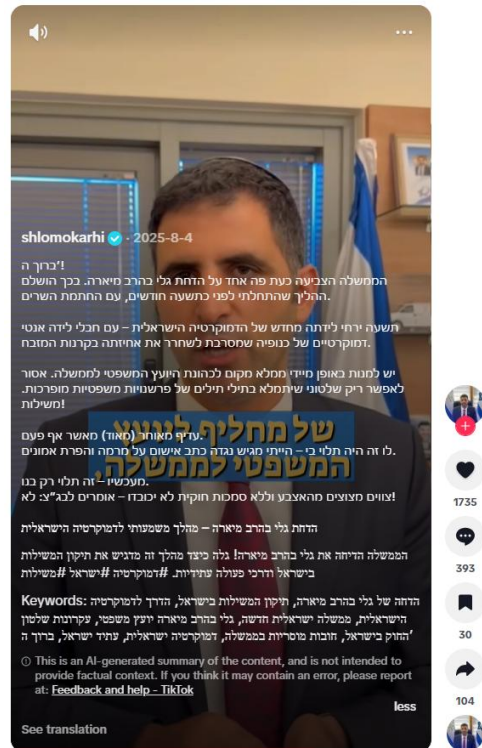 shlomokarhi · 2025-8-4
ברוך ה'!
הממשלה הצביעה כעת פה אחד על הדחת גלי בהרב מיארה. בכך הושלם
ההליך שהתחלתי לפני כתשעה חודשים, עם החתמת השרים.
תשעה ירחי לידתה מחדש של הדמוקרטיה הישראלית – עם חבלי לידה אנטי
דמוקרטיים של כנופיה שמסרבת לשחרר את אחיזתה בקרנות המזבח.
יש למנות באופן מיידי ממלא מקום לכהונת היועץ המשפטי לממשלה. אסור
לאפשר ריק שלטוני שיתמלא בתילי תילים של פרשנויות משפטיות מופרכות.
משילות!
של מחליף ליועץ
המשפטי לממשלה,
עדיף מאוחר (מאוד) מאשר אף פעם.
לו זה היה תלוי בי – הייתי מגיש נגדה כתב אישום על מרמה והפרת אמונים.
מעכשיו – זה תלוי רק בנו.
צווים מצוצים מהאצבע וללא סמכות חוקית לא יכובדו – אומרים לבג"צ: לא!
הדחת גלי בהרב מיארה – מהלך משמעותי לדמוקרטיה הישראלית
הממשלה הדיחה את גלי בהרב מיארה! גלה כיצד מהלך זה מדגיש את תיקון המשילות
בישראל ודרכי פעולה עתידיות. #דמוקרטיה #ישראל #משילות
Keywords: הדחה של גלי בהרב מיארה, תיקון המשילות בישראל, הדרך לדמוקרטיה
הישראלית, ממשלה ישראלית חדשה, גלי בהרב מיארה יועץ משפטי, עקרונות שלטון
החוק בישראל, חובות מוסריות בממשלה, דמוקרטיה ישראלית, עתיד ישראל, ברוך ה'
This is an AI-generated summary of the content, and is not intended to
provide factual context. If you think it may contain an error, please report
at: Feedback and help - TikTok
less
See translation
1735
393
30
104